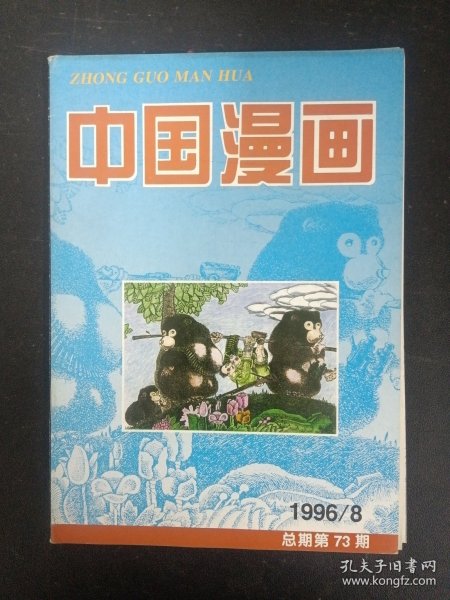 ZHONG GUO MAN HUA
中国漫画
1996/8
总期第73期
孔夫子旧书网
www.kongfz.com